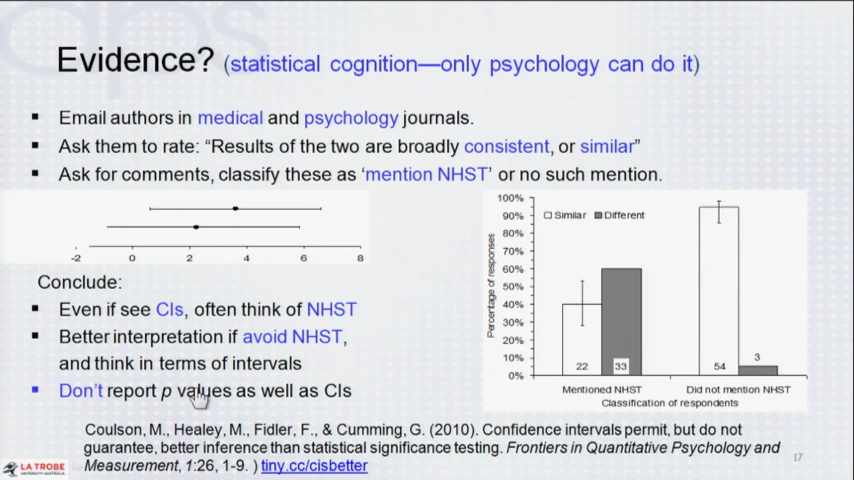 aps
Evidence? (statistical cognition—only psychology can do it)
Email authors in medical and psychology journals.
Ask them to rate: “Results of the two are broadly consistent, or similar”
Ask for comments, classify these as ‘mention NHST’ or no such mention.
-2 0 2 4 6 8
Conclude:
Even if see CIs, often think of NHST
Better interpretation if avoid NHST,
and think in terms of intervals
Don’t report p values as well as CIs
Percentage of responses
100%
90%
80%
70%
60%
50%
40%
30%
20%
10%
0%
Similar Different
22 33 54 3
Mentioned NHST Did not mention NHST
Classification of respondents
Coulson, M., Healey, M., Fidler, F., & Cumming, G. (2010). Confidence intervals permit, but do not
guarantee, better inference than statistical significance testing. Frontiers in Quantitative Psychology and
Measurement, 1:26, 1-9. ) tiny.cc/cisbetter
17
LA TROBE
UNIVERSITY AUSTRALIA